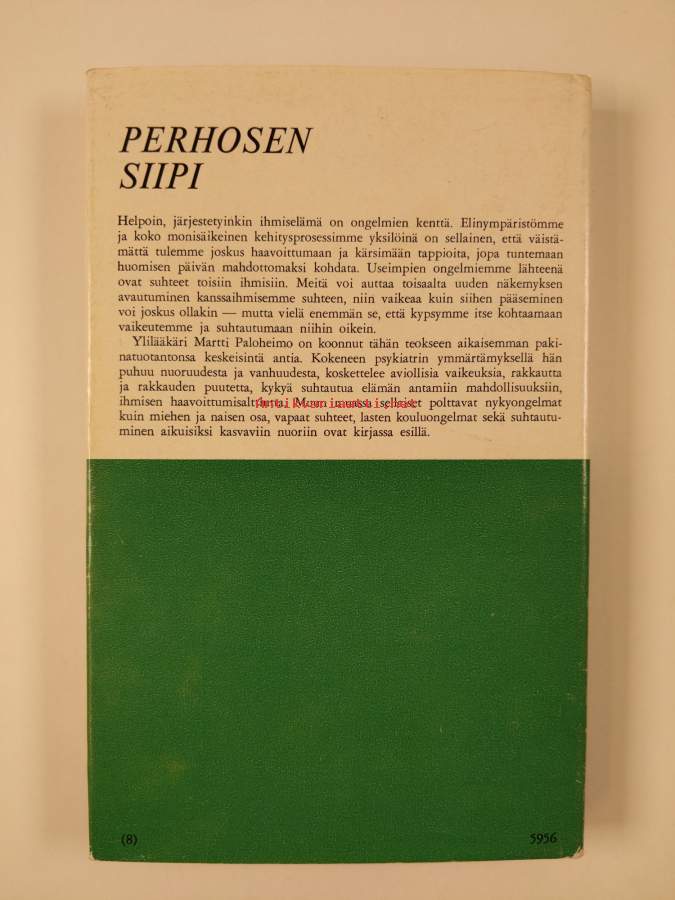 PERHOSEN
SIIPI
Helpoin, järjestetyinkin ihmiselämä on ongelmien kenttä. Elinympäristömme
ja koko monisäikeinen kehitysprosessimme yksilöinä on sellainen, että väistä-
mättä tulemme joskus haavoittumaan ja kärsimään tappioita, jopa tuntemaan
huomisen päivän mahdottomaksi kohdata. Useimpien ongelmiemme lähteenä
ovat suhteet toisiin ihmisiin. Meitä voi auttaa toisaalta uuden näkemyksen
avautuminen kanssaihmisemme suhteen, niin vaikeaa kuin siihen pääseminen
voi joskus ollakin — mutta vielä enemmän se, että kypsymme itse kohtaamaan
vaikeutemme ja suhtautumaan niihin oikein.
Ylilääkäri Martti Paloheimo on koonnut tähän teokseen aikaisemman paki-
natuotantonsa keskeisintä antia. Kokeneen psykiatrin ymmärtämyksellä hän
puhuu nuoruudesta ja vanhuudesta, koskettelee aviollisia vaikeuksia, rakkautta
ja rakkauden puutetta, kykyä suhtautua elämän antamiin mahdollisuuksiin,
ihmisen haavoittumisalttiutta. Muun muassa sellaiset polttavat nykyongelmat
kuin miehen ja naisen osa, vapaat suhteet, lasten kouluongelmat sekä suhtautu-
minen aikuisiksi kasvaviin nuoriin ovat kirjassa esillä.
(8) 5956